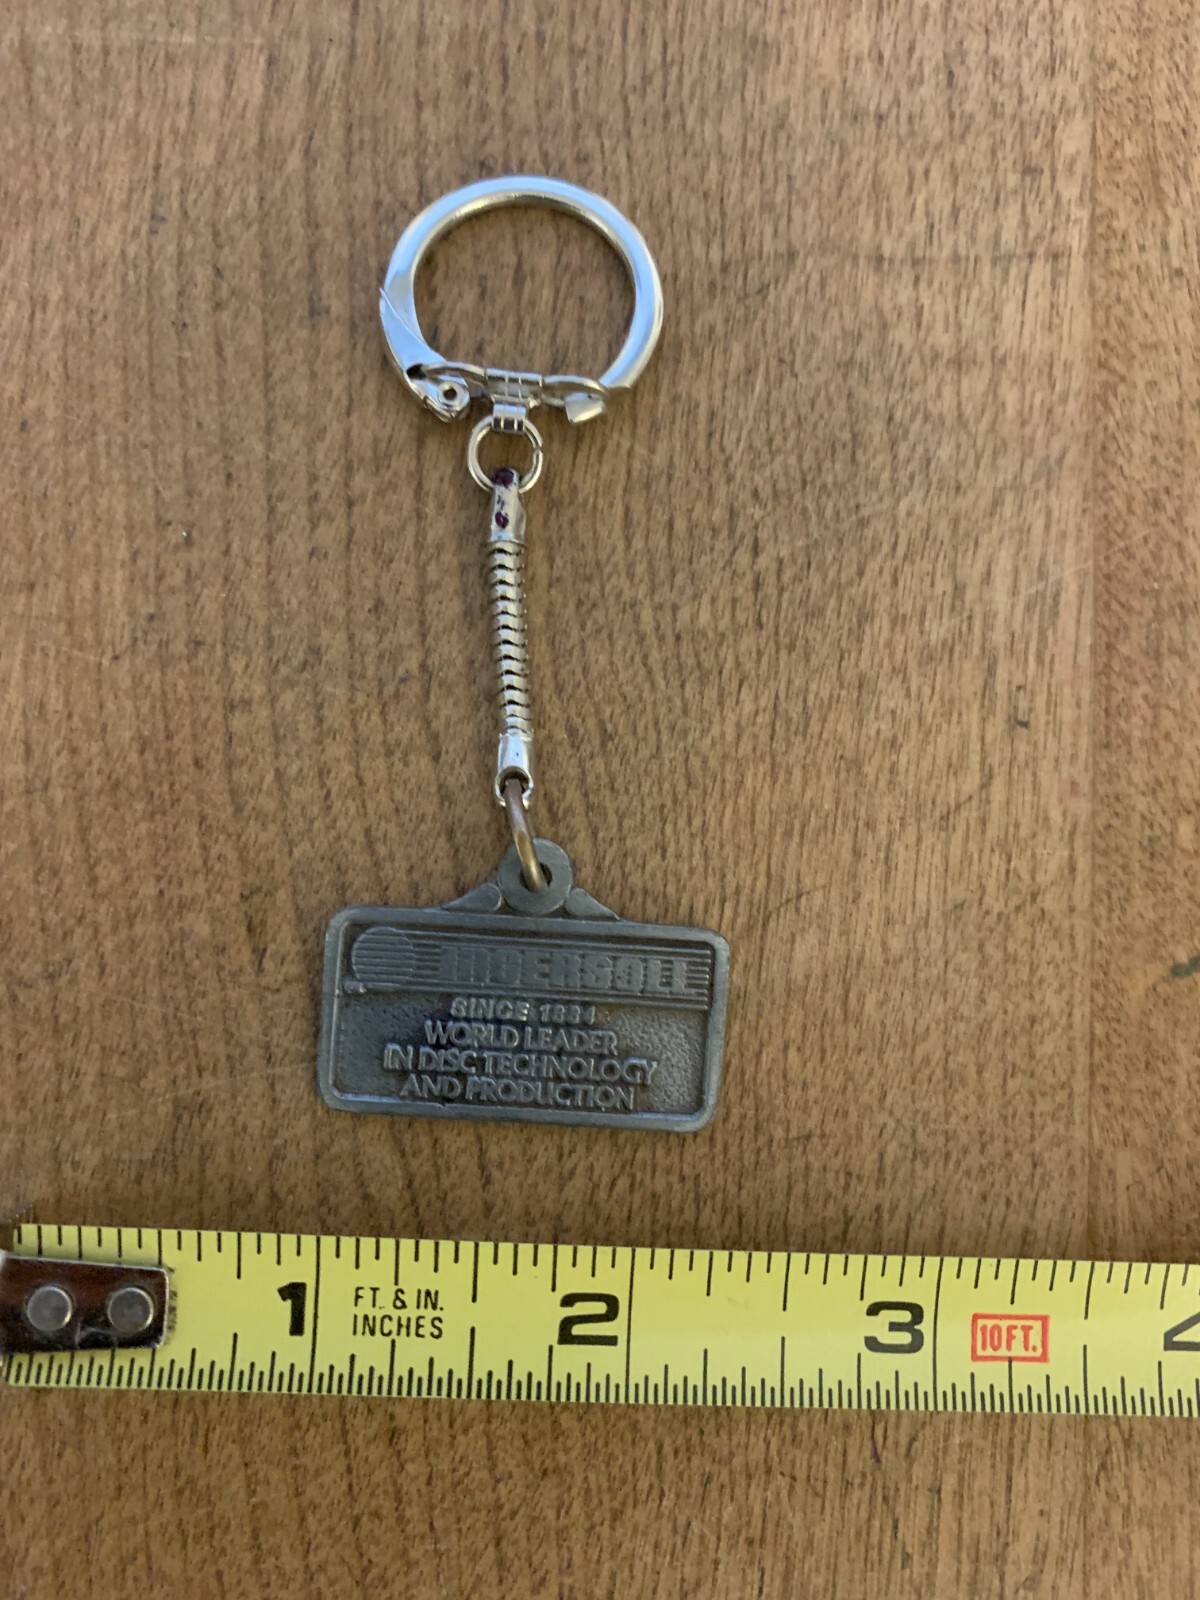 INGERSOLL
SINCE 1884
WORLD LEADER
IN DISC TECHNOLOGY
AND PRODUCTION
1 FT. & IN. 2 3 10FT. 4
INCHES